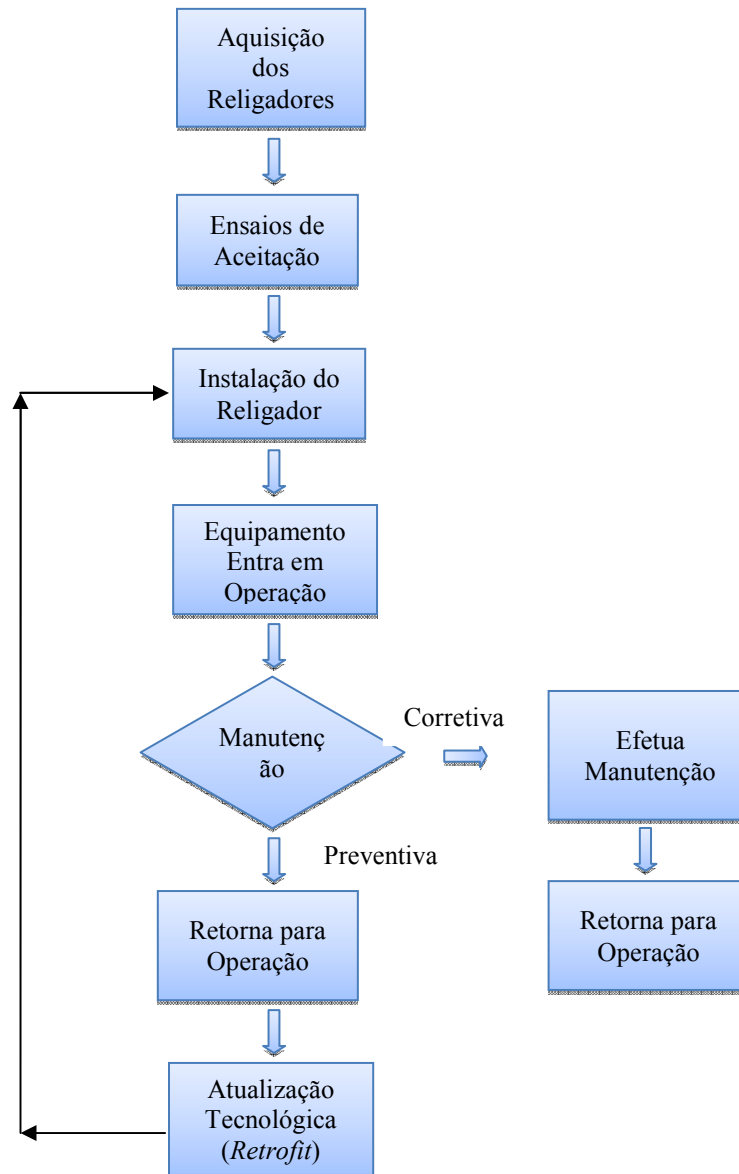 Aquisição
dos
Religadores
Ensaios de
Aceitação
Instalação do
Religador
Equipamento
Entra em
Operação
Manutenç
ão
Corretiva
Efetua
Manutenção
Preventiva
Retorna para
Operação
Retorna para
Operação
Atualização
Tecnológica
(Retrofit)